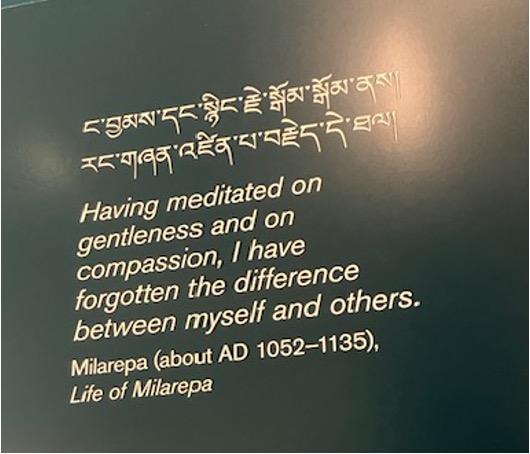 ང་བྱམས་དང་སྙིང་རྗེ་སྒོམ་སྒོམ་ནས།
རང་གཞན་འཛིན་པ་བརྗེད་དེ་ཐལ།
Having meditated on
gentleness and on
compassion, I have
forgotten the difference
between myself and others.
Milarepa (about AD 1052–1135),
Life of Milarepa